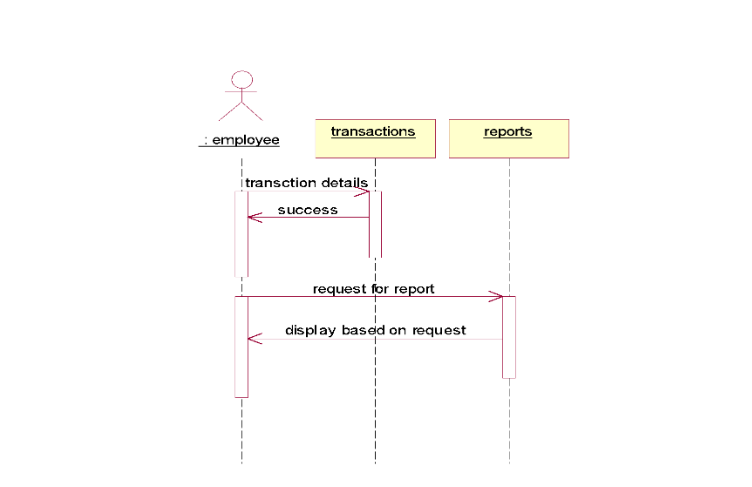 : employee
transactions
reports
transction details
success
request for report
display based on request